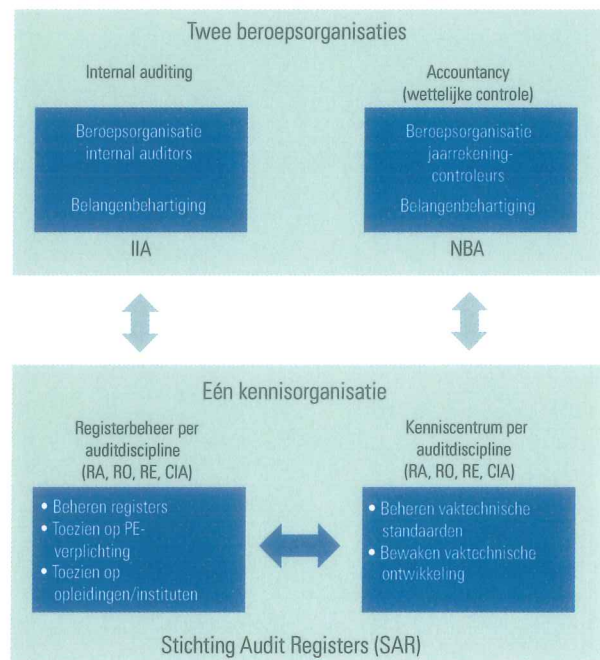 Twee beroepsorganisaties
Internal auditing
Beroepsorganisatie
internal auditors
Belangenbehartiging
IIA
Accountancy
(wettelijke controle)
Beroepsorganisatie
jaarrekening-
controleurs
Belangenbehartiging
NBA
Eén kennisorganisatie
Registerbeheer per
auditdiscipline
(RA, RO, RE, CIA)
• Beheren registers
• Toezien op PE-
verplichting
• Toezien op
opleidingen/instituten
Kenniscentrum per
auditdiscipline
(RA, RO, RE, CIA)
• Beheren vaktechnische
standaarden
• Bewaken vaktechnische
ontwikkeling
Stichting Audit Registers (SAR)